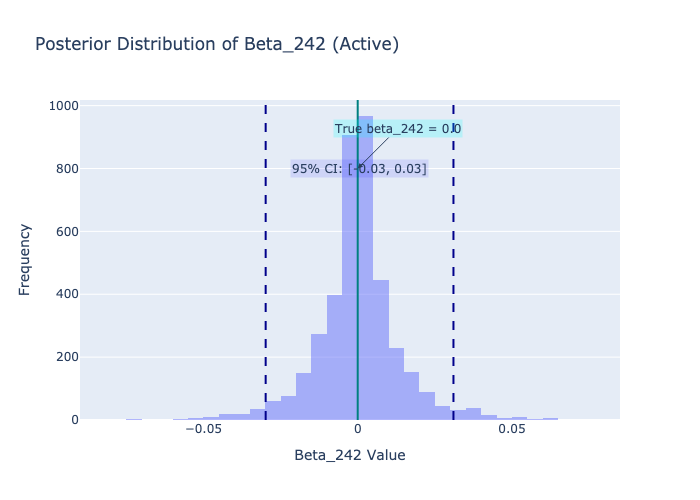 Posterior Distribution of Beta_242 (Active)
1000
True beta_242 = 0.0
800
95% CI: [-0.03, 0.03]
600
Frequency
400
200
0
−0.05
0
0.05
Beta_242 Value